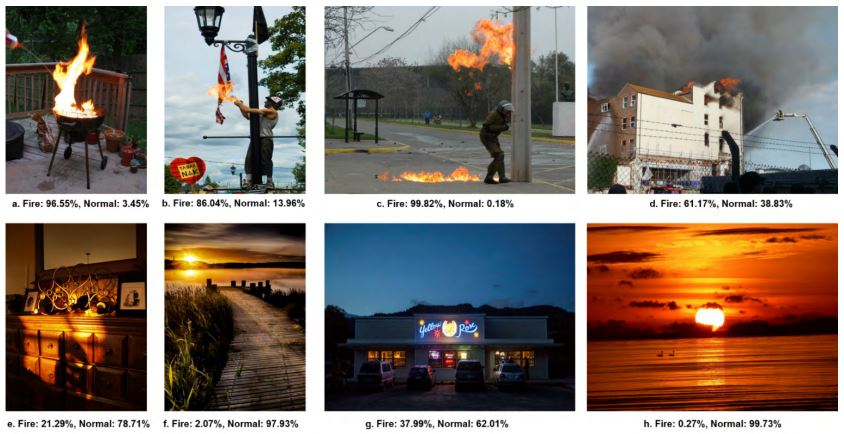 a. Fire: 96.55%, Normal: 3.45%
b. Fire: 86.04%, Normal: 13.96%
c. Fire: 99.82%, Normal: 0.18%
d. Fire: 61.17%, Normal: 38.83%
Yellow Rose
e. Fire: 21.29%, Normal: 78.71%
f. Fire: 2.07%, Normal: 97.93%
g. Fire: 37.99%, Normal: 62.01%
h. Fire: 0.27%, Normal: 99.73%